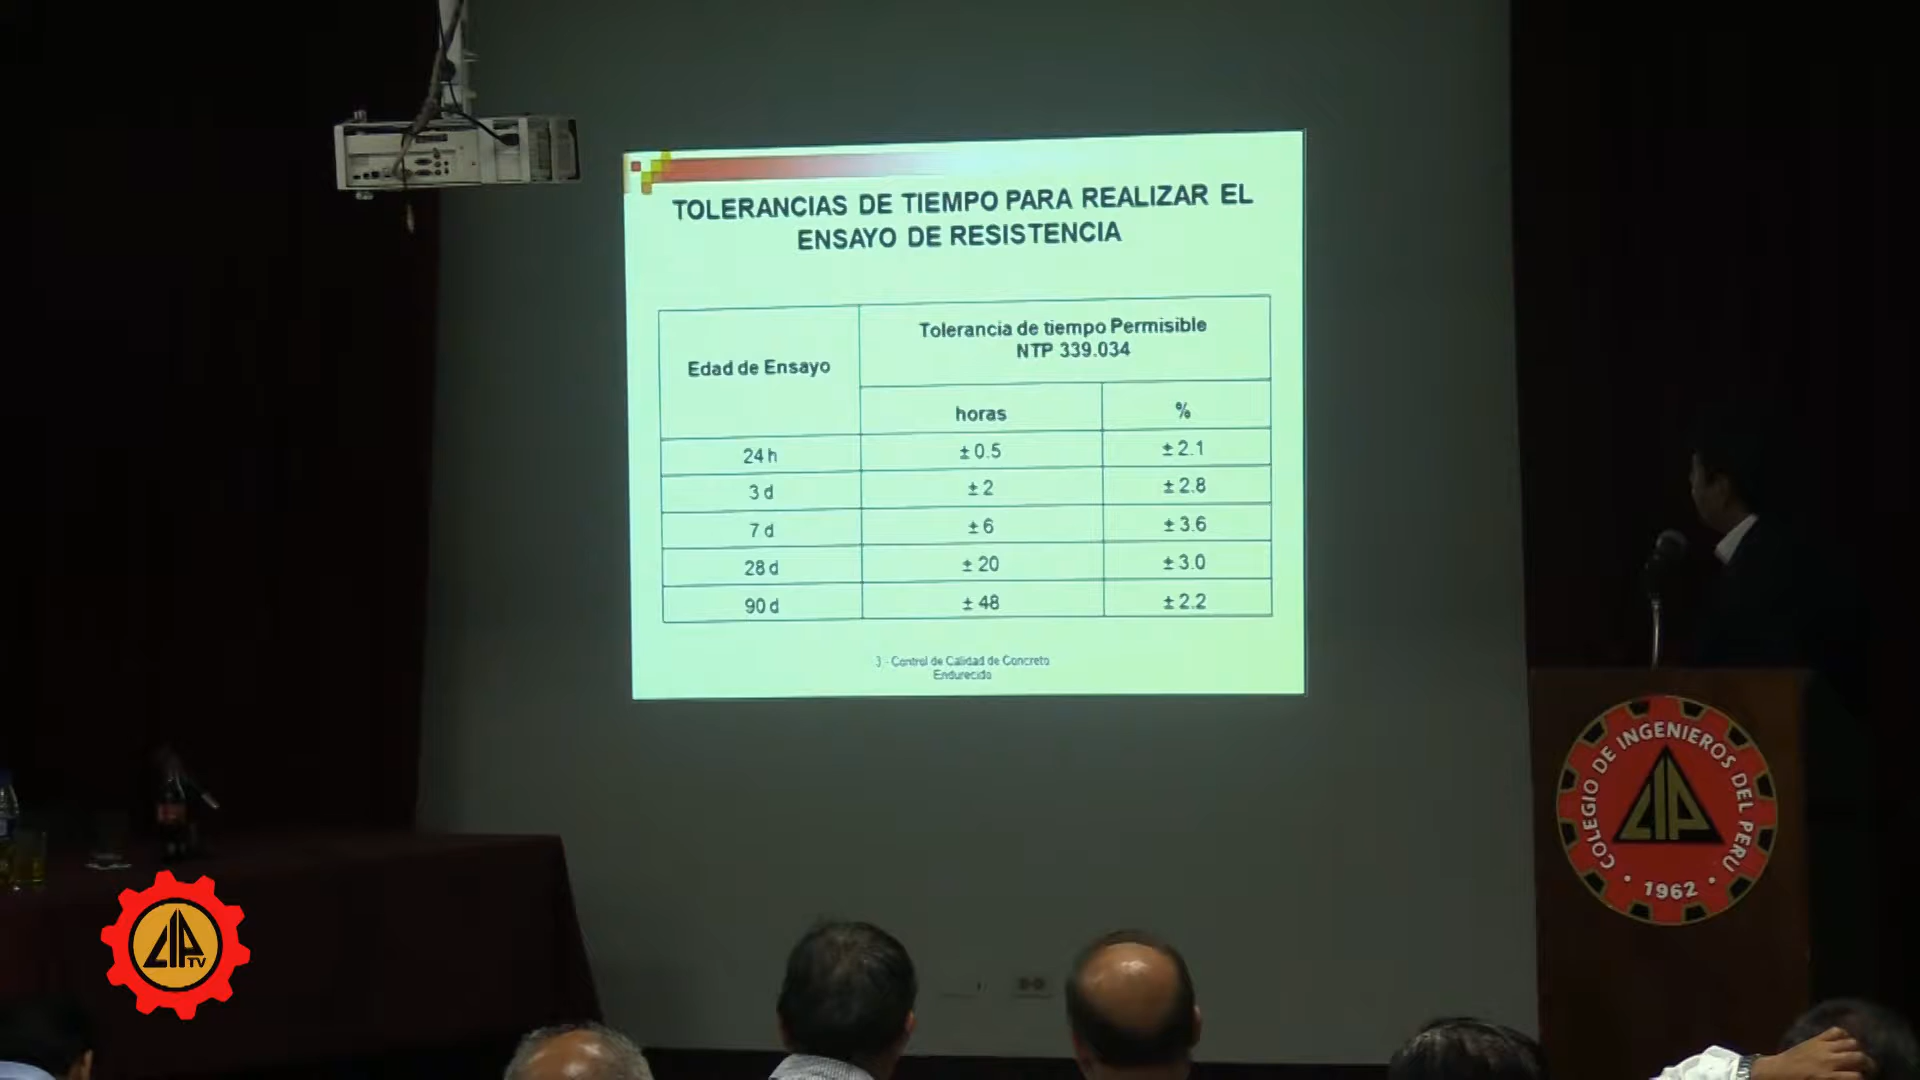 TOLERANCIAS DE TIEMPO PARA REALIZAR EL
ENSAYO DE RESISTENCIA
Edad de Ensayo
Tolerancia de tiempo Permisible
NTP 339.034
horas
%
24 h
± 0.5
± 2.1
3 d
± 2
± 2.8
7 d
± 6
± 3.6
28 d
± 20
± 3.0
90 d
± 48
± 2.2
3.- Control de Calidad de Concreto
Endurecido
COLEGIO DE INGENIEROS DEL PERU
CIP
• 1962 •
CIP
TV